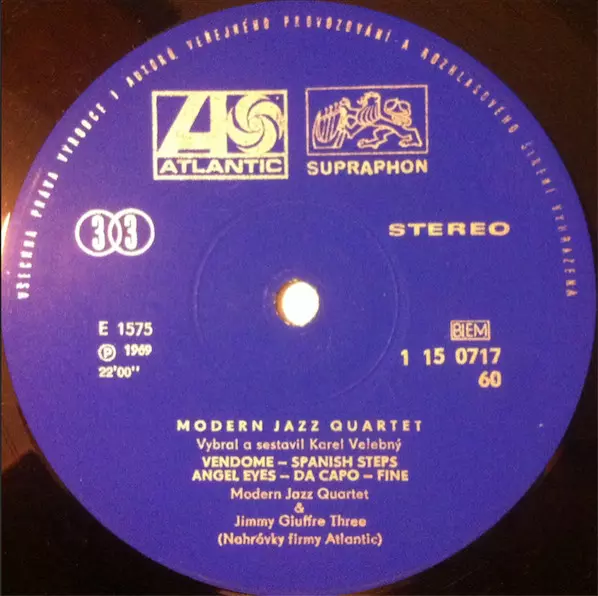 VŠECHNA PRÁVA VÝROBCE I AUTORŮ VEŘEJNÉHO PROVOZOVÁNÍ A ROZHLASOVÉHO ŠÍŘENÍ VYHRAZENA
ATLANTIC
SUPRAPHON
33
STEREO
E 1575
℗ 1969
22'00"
BIEM
1 15 0717
60
MODERN JAZZ QUARTET
Vybral a sestavil Karel Velebný
VENDOME – SPANISH STEPS
ANGEL EYES – DA CAPO – FINE
Modern Jazz Quartet
&
Jimmy Giuffre Three
(Nahrávky firmy Atlantic)